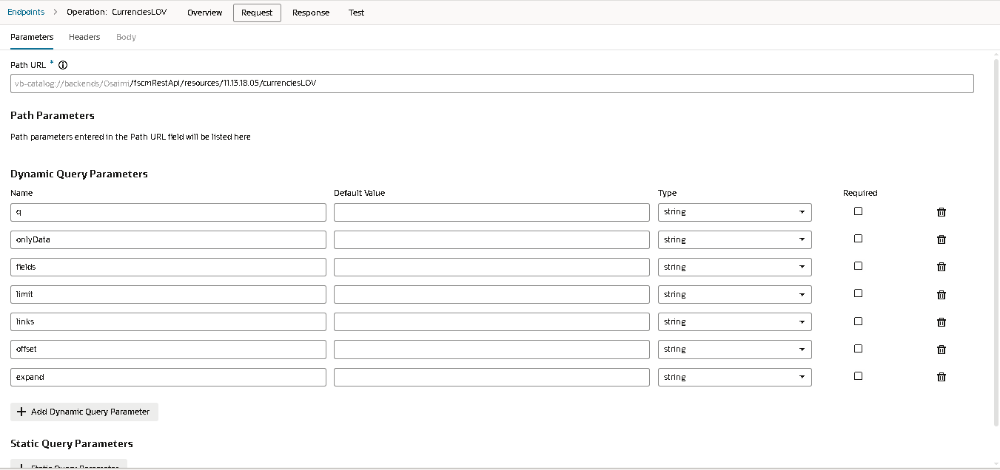 Endpoints > Operation: CurrenciesLOV Overview Request Response Test
Parameters Headers Body
Path URL *
vb-catalog://backends/Osaimi/fscmRestApi/resources/11.13.18.05/currenciesLOV
Path Parameters
Path parameters entered in the Path URL field will be listed here
Dynamic Query Parameters
Name Default Value Type Required
q string
onlyData string
fields string
limit string
links string
offset string
expand string
+ Add Dynamic Query Parameter
Static Query Parameters
+ Static Query Parameter